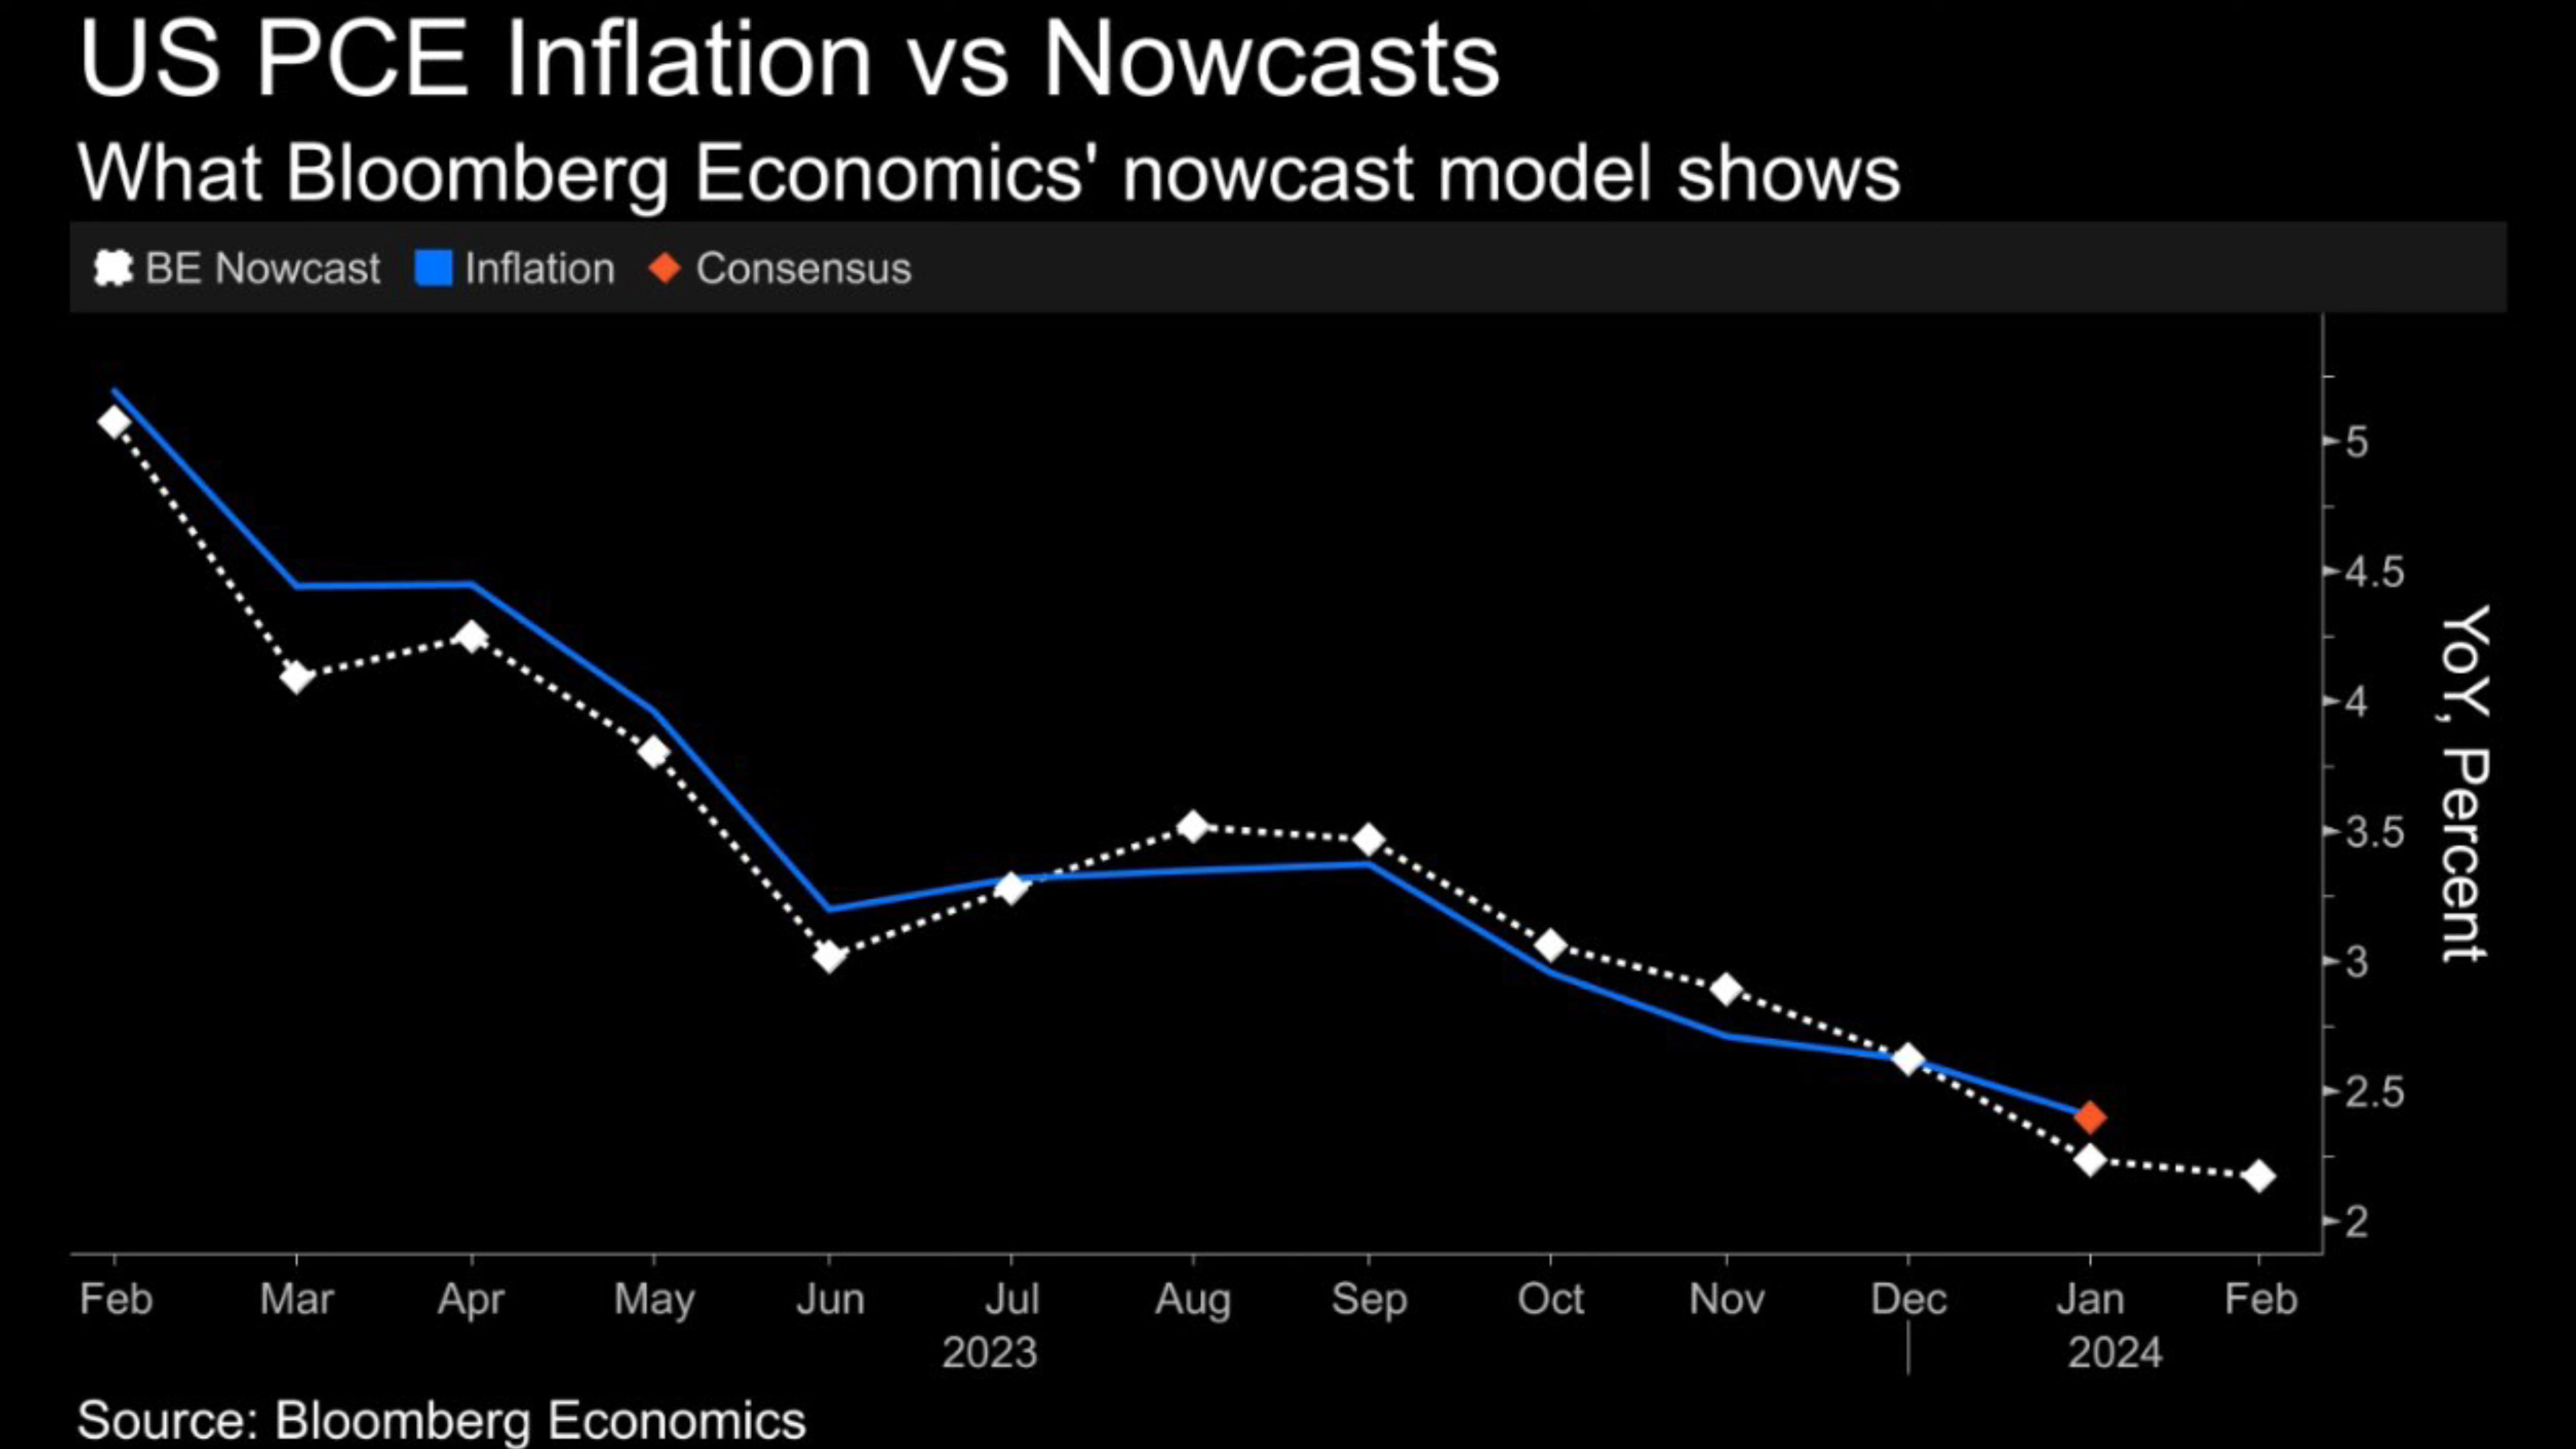 US PCE Inflation vs Nowcasts
What Bloomberg Economics' nowcast model shows
BE Nowcast Inflation Consensus
5
4.5
4
3.5
3
2.5
2
YoY, Percent
Feb Mar Apr May Jun Jul Aug Sep Oct Nov Dec Jan Feb
2023 2024
Source: Bloomberg Economics